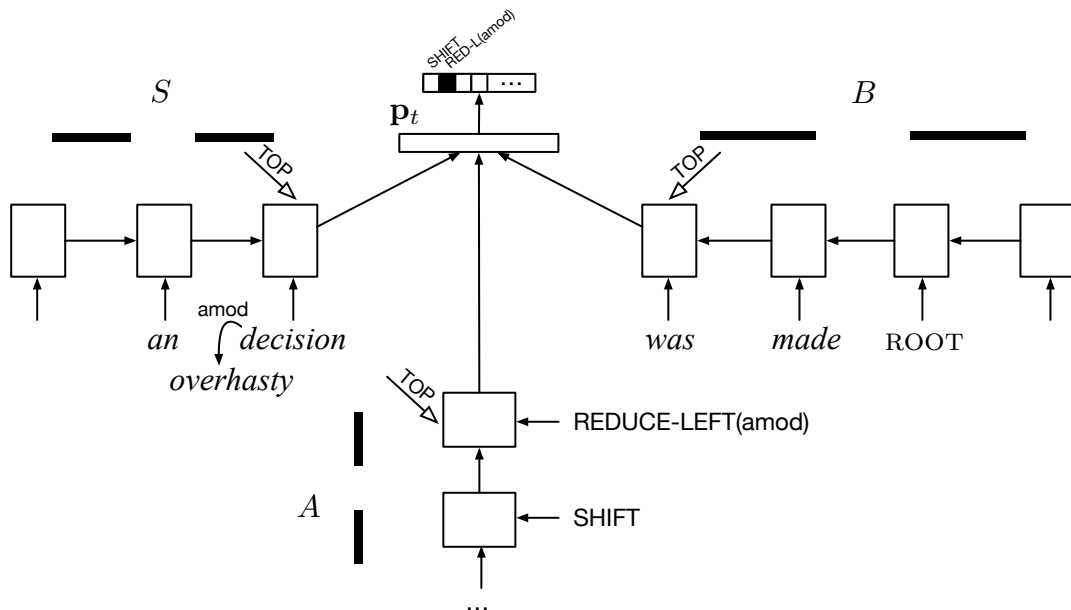 SHIFT
RED-L(amod)
…
S
p_t
B
TOP
TOP
amod
an decision
overhasty
was made ROOT
TOP
REDUCE-LEFT(amod)
A
SHIFT
...